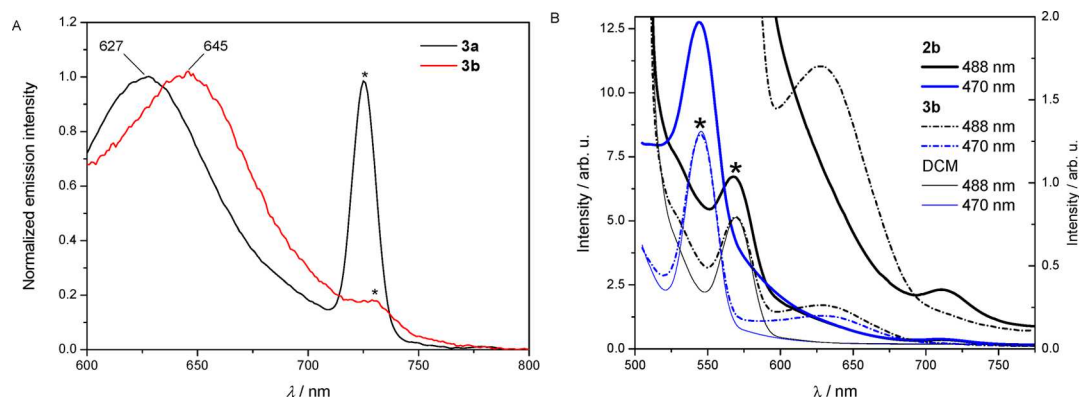 A
627
645
3a
3b
*
*
Normalized emission intensity
1.2
1.0
0.8
0.6
0.4
0.2
0.0
600
650
700
750
800
λ / nm
B
2b
488 nm
470 nm
3b
488 nm
470 nm
DCM
488 nm
470 nm
*
*
Intensity / arb. u.
12.5
10.0
7.5
5.0
2.5
0.0
500
550
600
650
700
750
λ / nm
2.0
1.5
1.0
0.5
0.0
Intensity / arb. u.